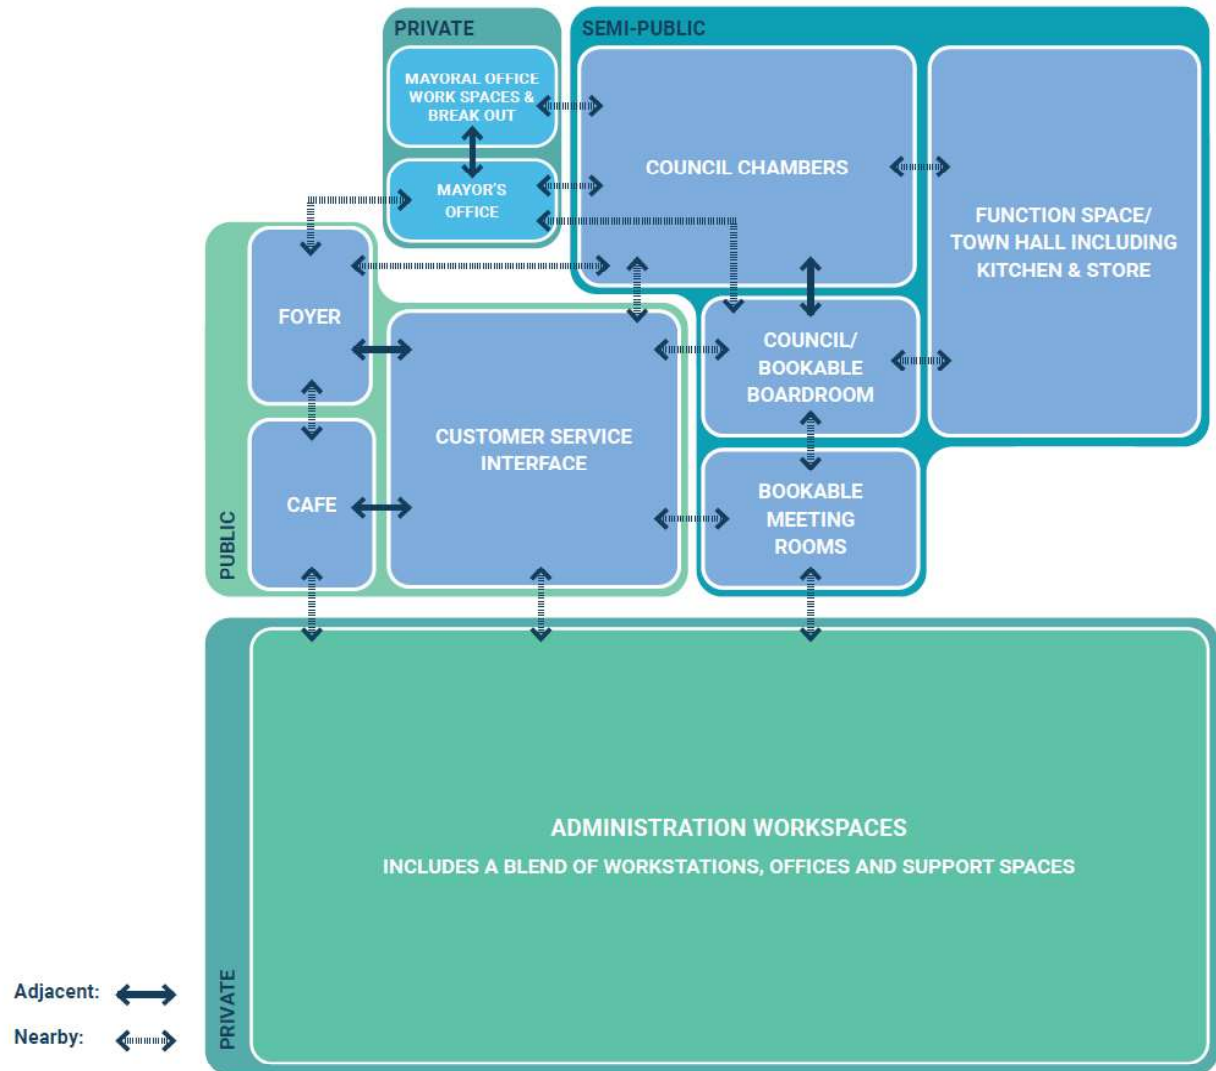 PRIVATE
SEMI-PUBLIC
MAYORAL OFFICE
WORK SPACES &
BREAK OUT
MAYOR'S
OFFICE
COUNCIL CHAMBERS
FUNCTION SPACE/
TOWN HALL INCLUDING
KITCHEN & STORE
FOYER
COUNCIL/
BOOKABLE
BOARDROOM
CUSTOMER SERVICE
INTERFACE
CAFE
BOOKABLE
MEETING
ROOMS
PUBLIC
ADMINISTRATION WORKSPACES
INCLUDES A BLEND OF WORKSTATIONS, OFFICES AND SUPPORT SPACES
PRIVATE
Adjacent:
Nearby: